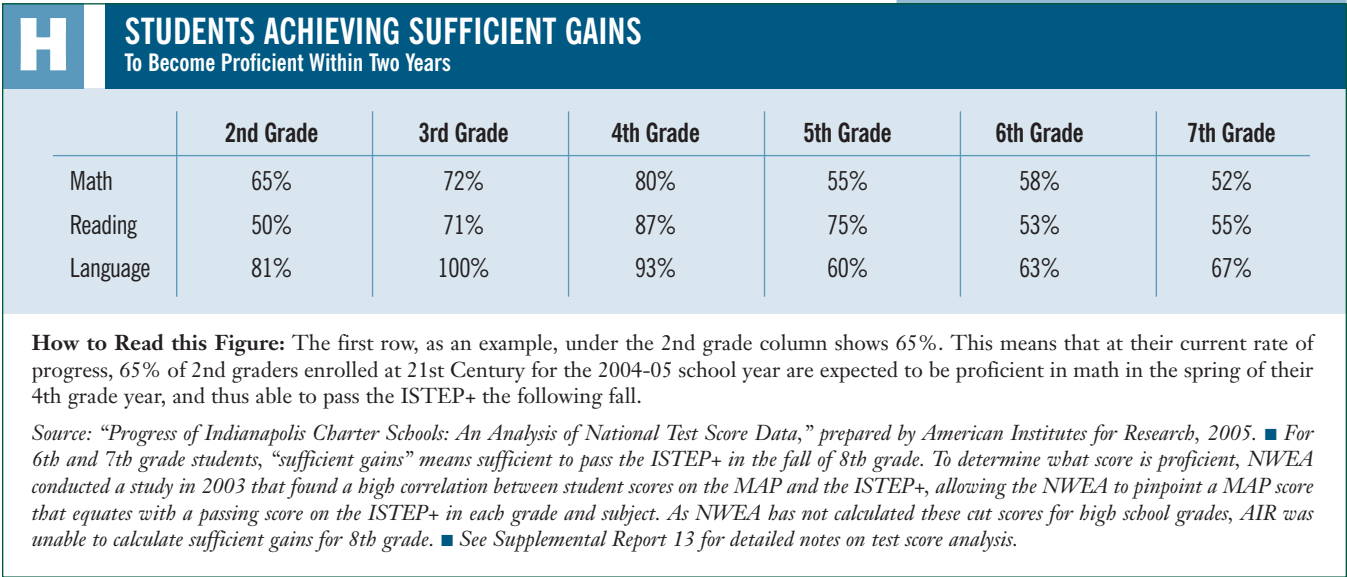 H
STUDENTS ACHIEVING SUFFICIENT GAINS
To Become Proficient Within Two Years
2nd Grade 3rd Grade 4th Grade 5th Grade 6th Grade 7th Grade
Math 65% 72% 80% 55% 58% 52%
Reading 50% 71% 87% 75% 53% 55%
Language 81% 100% 93% 60% 63% 67%
How to Read this Figure: The first row, as an example, under the 2nd grade column shows 65%. This means that at their current rate of
progress, 65% of 2nd graders enrolled at 21st Century for the 2004-05 school year are expected to be proficient in math in the spring of their
4th grade year, and thus able to pass the ISTEP+ the following fall.
Source: “Progress of Indianapolis Charter Schools: An Analysis of National Test Score Data,” prepared by American Institutes for Research, 2005. ■ For
6th and 7th grade students, “sufficient gains” means sufficient to pass the ISTEP+ in the fall of 8th grade. To determine what score is proficient, NWEA
conducted a study in 2003 that found a high correlation between student scores on the MAP and the ISTEP+, allowing the NWEA to pinpoint a MAP score
that equates with a passing score on the ISTEP+ in each grade and subject. As NWEA has not calculated these cut scores for high school grades, AIR was
unable to calculate sufficient gains for 8th grade. ■ See Supplemental Report 13 for detailed notes on test score analysis.